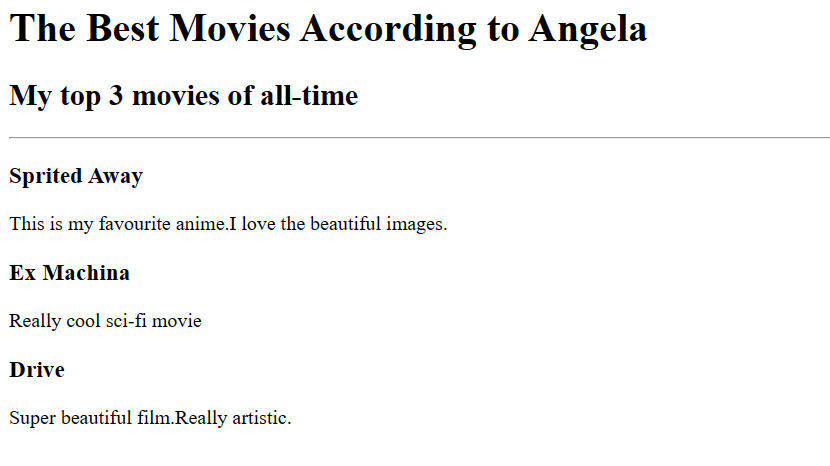 The Best Movies According to Angela
My top 3 movies of all-time
Sprited Away
This is my favourite anime.I love the beautiful images.
Ex Machina
Really cool sci-fi movie
Drive
Super beautiful film.Really artistic.